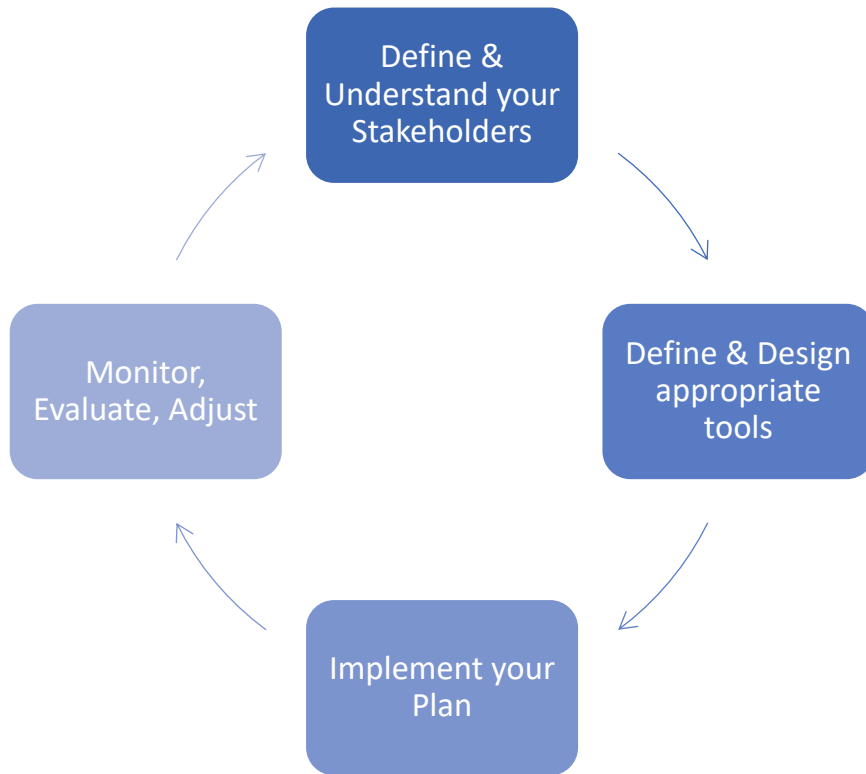 Define &
Understand your
Stakeholders
Define & Design
appropriate
tools
Implement your
Plan
Monitor,
Evaluate, Adjust